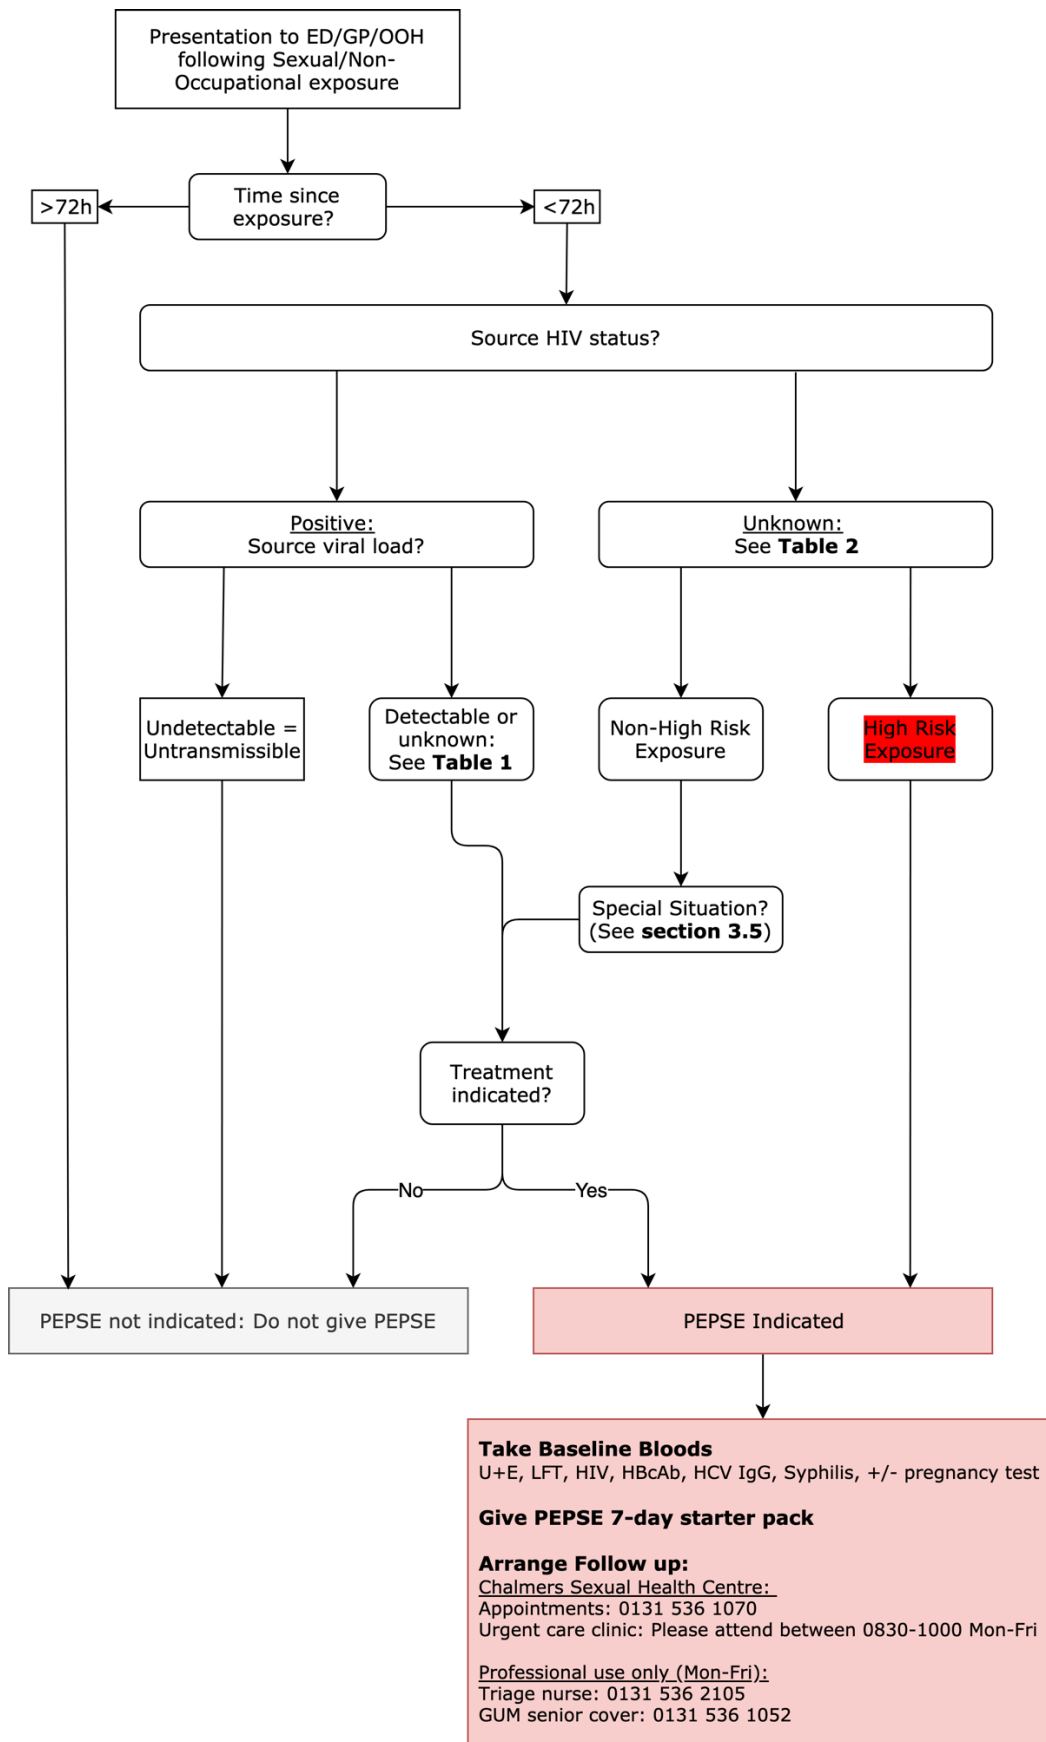 Presentation to ED/GP/OOH
following Sexual/Non-
Occupational exposure
Time since
exposure?
>72h
<72h
Source HIV status?
Positive:
Source viral load?
Unknown:
See Table 2
Undetectable =
Untransmissible
Detectable or
unknown:
See Table 1
Non-High Risk
Exposure
High Risk
Exposure
Special Situation?
(See section 3.5)
Treatment
indicated?
No
Yes
PEPSE not indicated: Do not give PEPSE
PEPSE Indicated
Take Baseline Bloods
U+E, LFT, HIV, HBcAb, HCV IgG, Syphilis, +/- pregnancy test
Give PEPSE 7-day starter pack
Arrange Follow up:
Chalmers Sexual Health Centre:
Appointments: 0131 536 1070
Urgent care clinic: Please attend between 0830-1000 Mon-Fri
Professional use only (Mon-Fri):
Triage nurse: 0131 536 2105
GUM senior cover: 0131 536 1052